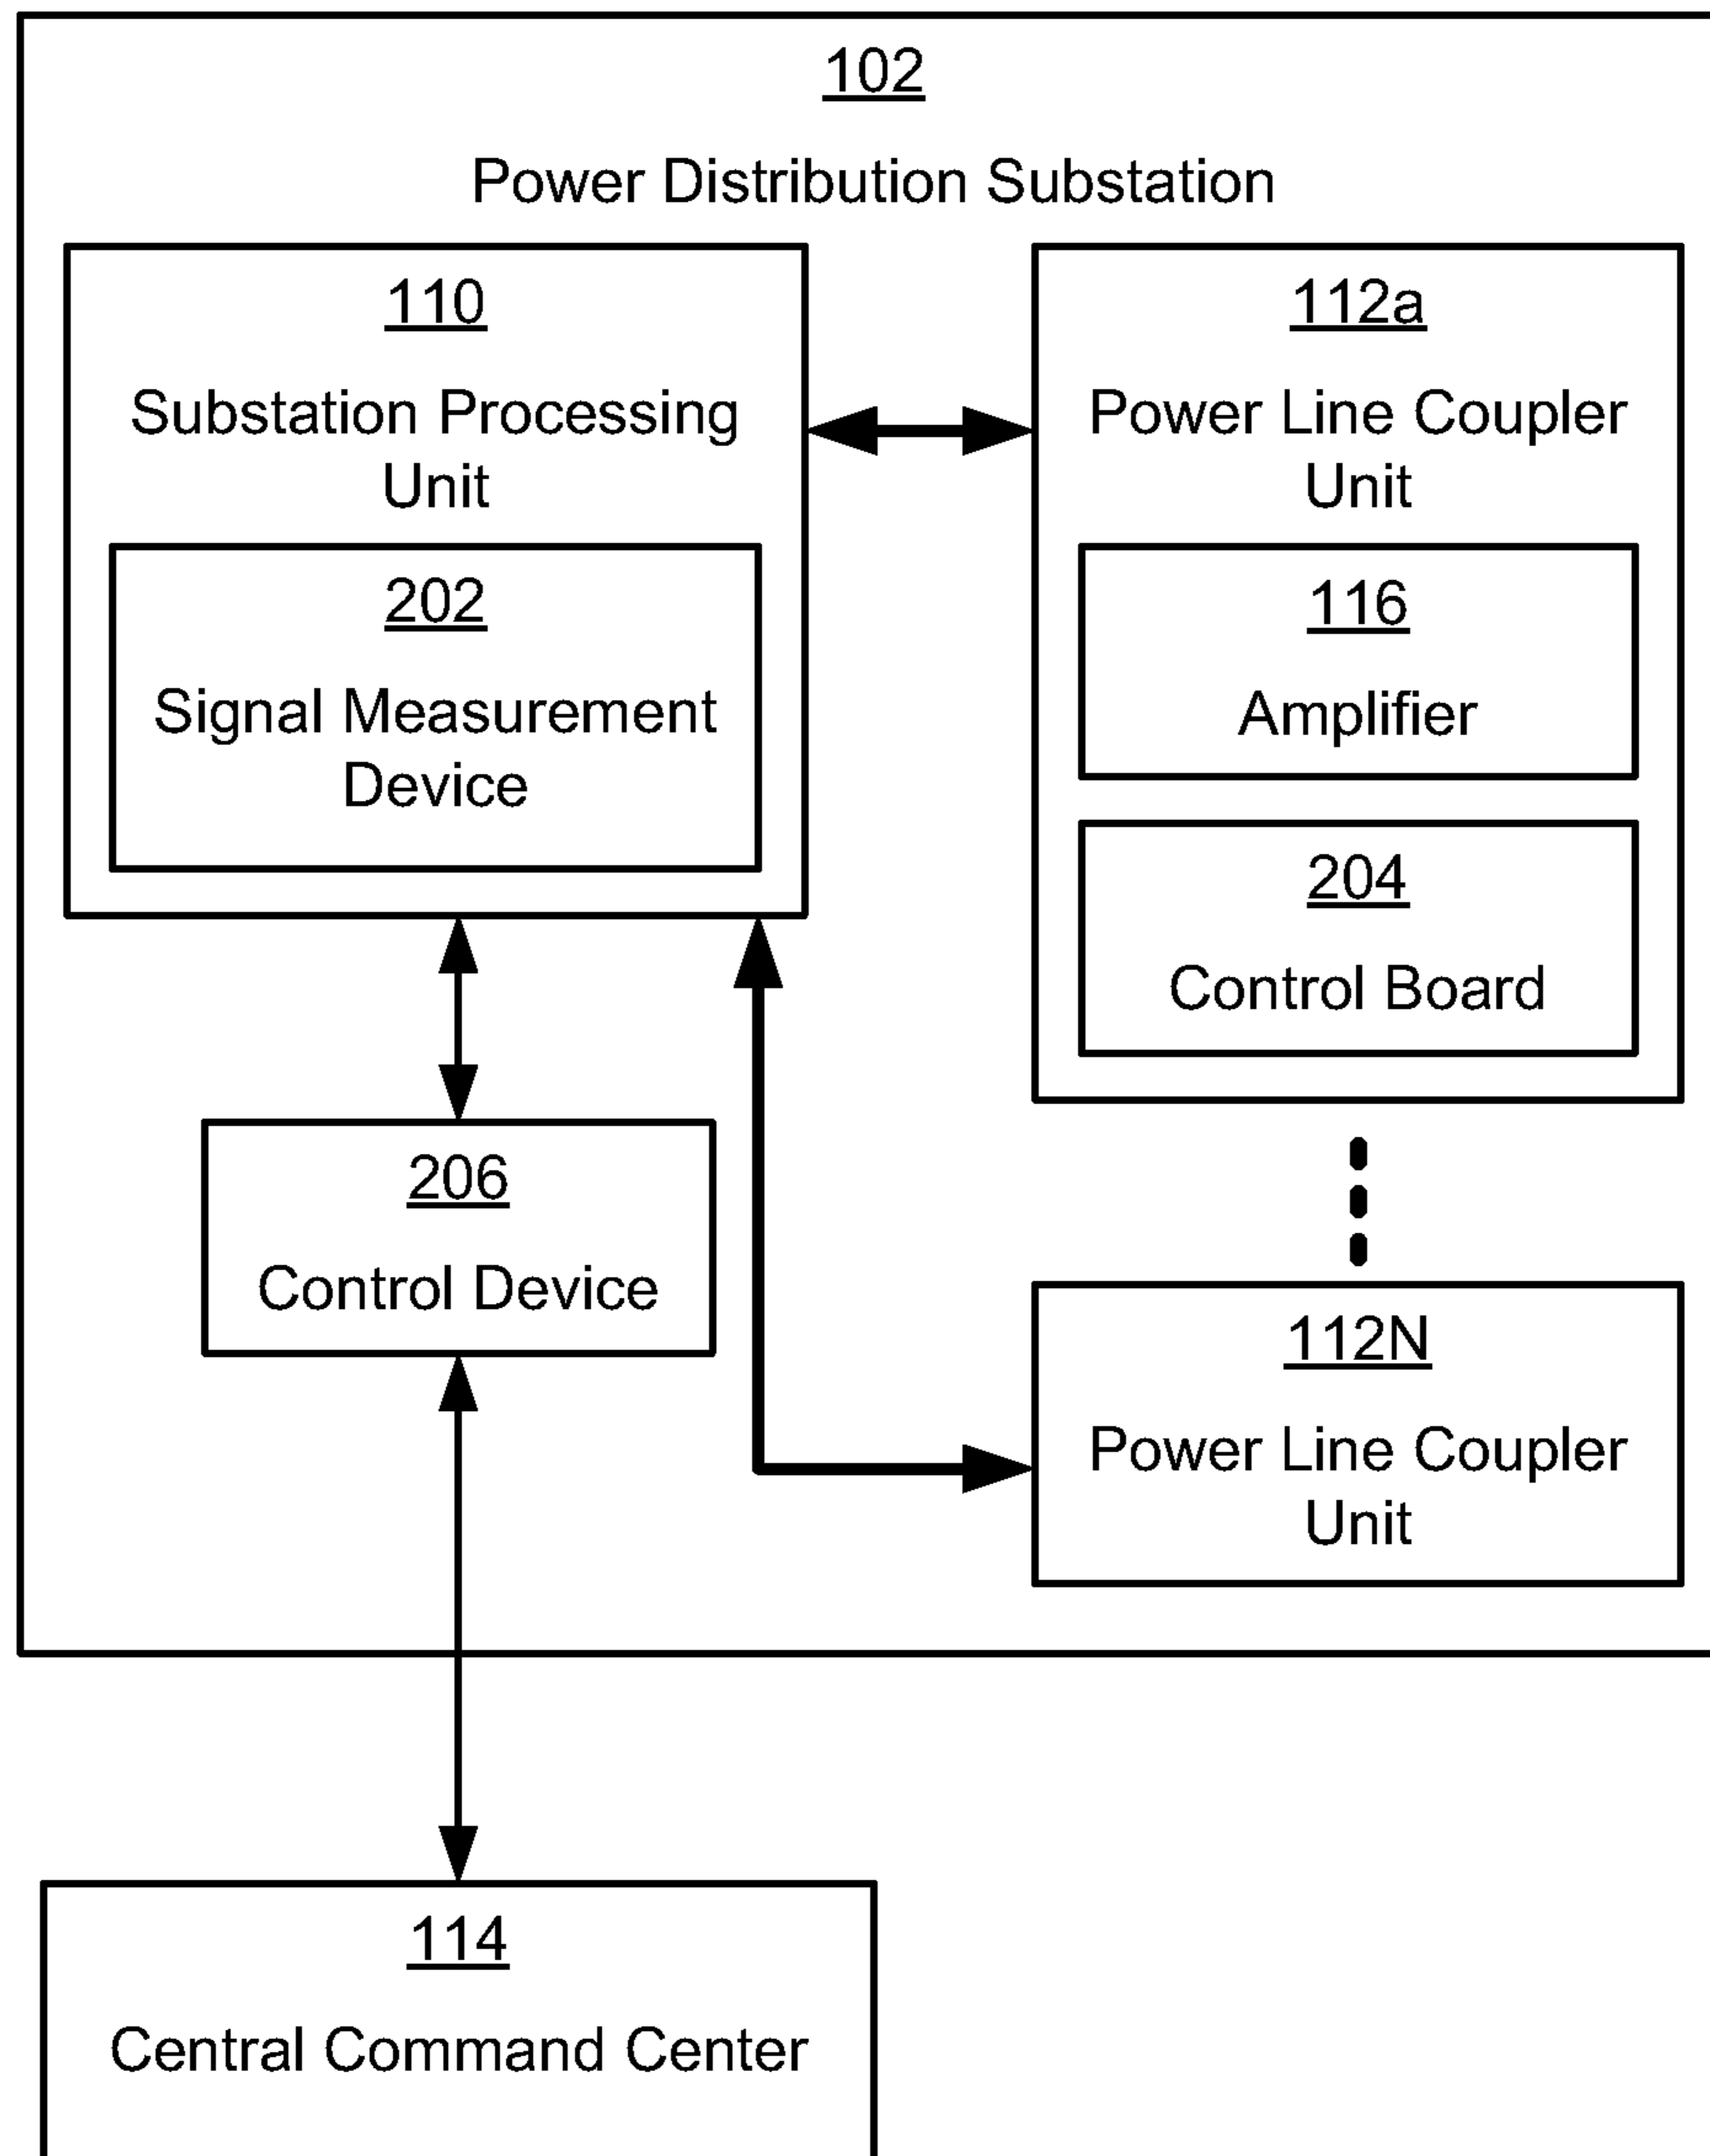 102
Power Distribution Substation
110
Substation Processing
Unit
202
Signal Measurement
Device
112a
Power Line Coupler
Unit
116
Amplifier
204
Control Board
206
Control Device
112N
Power Line Coupler
Unit
114
Central Command Center